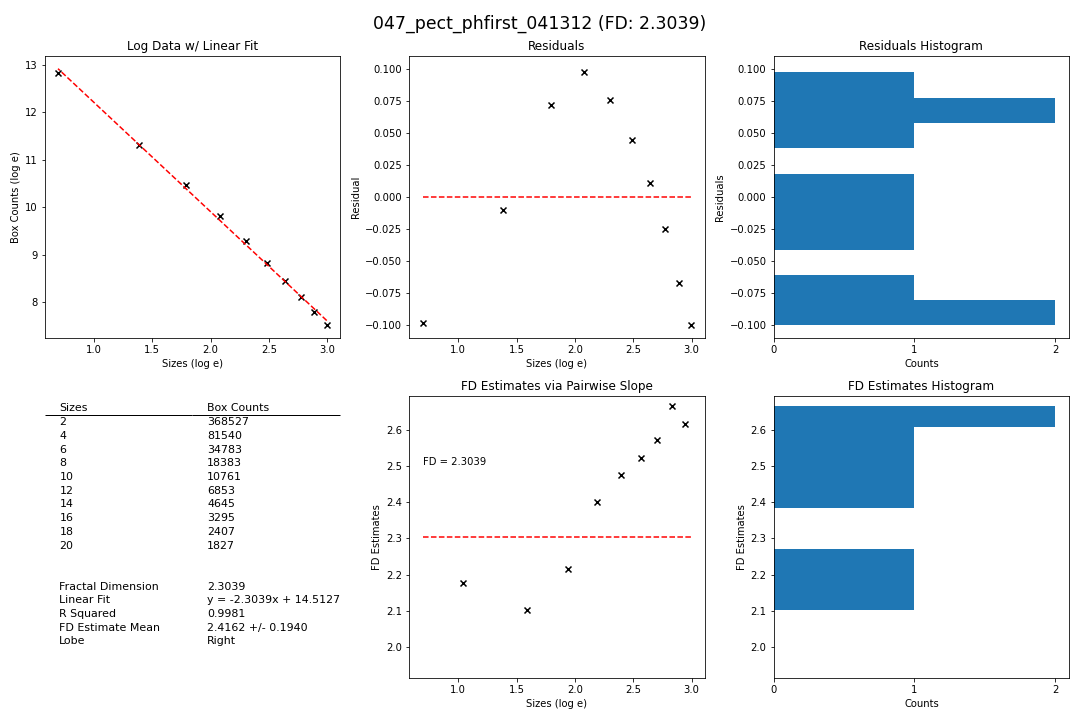 047_pect_phfirst_041312 (FD: 2.3039)
Log Data w/ Linear Fit
Box Counts (log e)
13
12
11
10
9
8
1.0 1.5 2.0 2.5 3.0
Sizes (log e)
Residuals
Residual
0.100
0.075
0.050
0.025
0.000
−0.025
−0.050
−0.075
−0.100
1.0 1.5 2.0 2.5 3.0
Sizes (log e)
Residuals Histogram
Residuals
0.100
0.075
0.050
0.025
0.000
−0.025
−0.050
−0.075
−0.100
0 1 2
Counts
Sizes Box Counts
2 368527
4 81540
6 34783
8 18383
10 10761
12 6853
14 4645
16 3295
18 2407
20 1827
Fractal Dimension 2.3039
Linear Fit y = -2.3039x + 14.5127
R Squared 0.9981
FD Estimate Mean 2.4162 +/- 0.1940
Lobe Right
FD Estimates via Pairwise Slope
FD Estimates
2.6
2.5
2.4
2.3
2.2
2.1
2.0
FD = 2.3039
1.0 1.5 2.0 2.5 3.0
Sizes (log e)
FD Estimates Histogram
FD Estimates
2.6
2.5
2.4
2.3
2.2
2.1
2.0
0 1 2
Counts